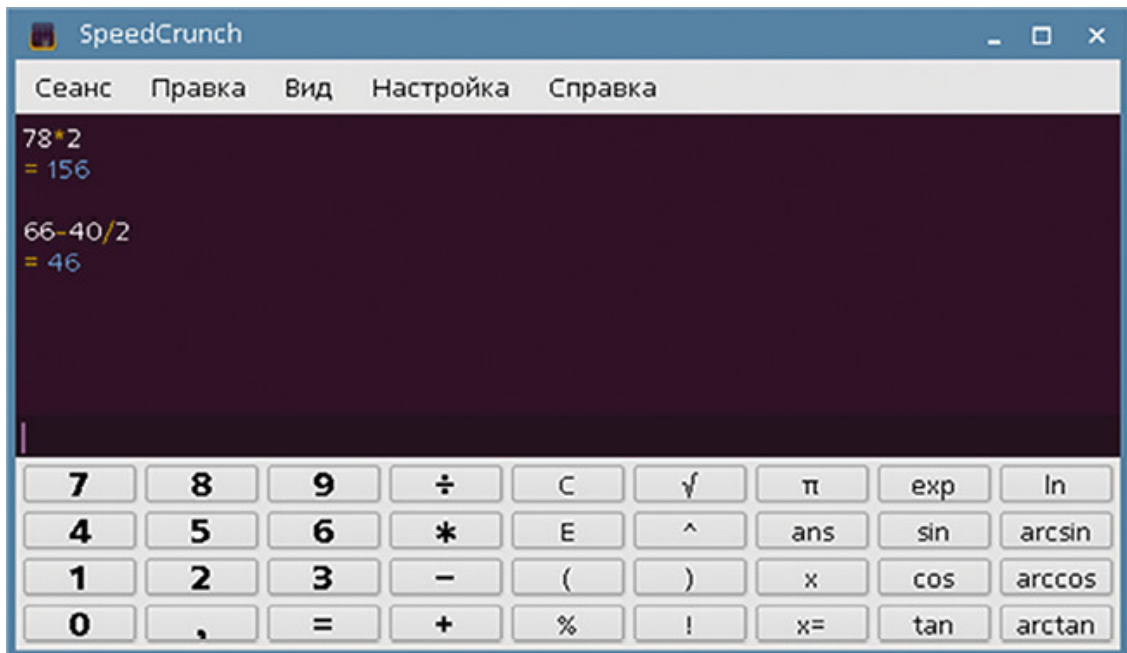 SpeedCrunch
Сеанс Правка Вид Настройка Справка
78*2
= 156
66-40/2
= 46
7 8 9 ÷ C √ π exp ln
4 5 6 * E ^ ans sin arcsin
1 2 3 − ( ) x cos arccos
0 , = + % ! x= tan arctan